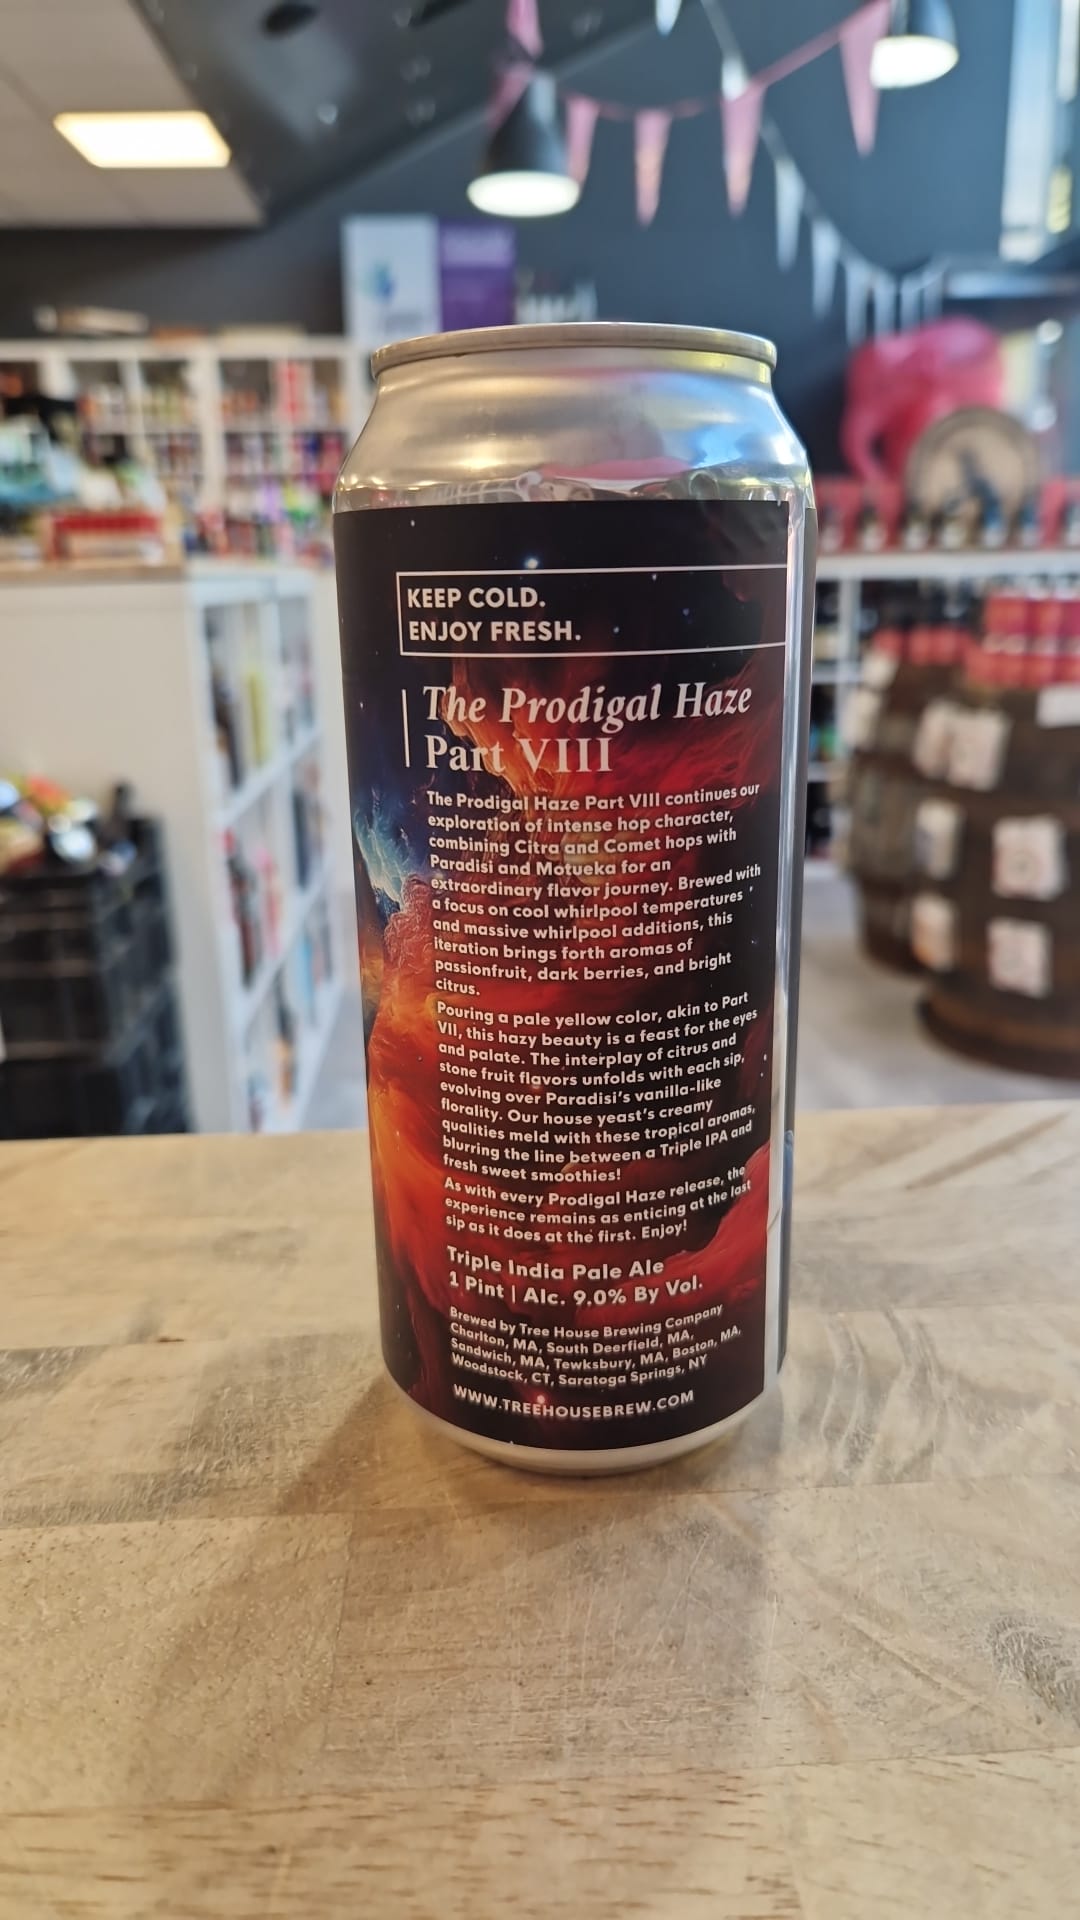 KEEP COLD.
ENJOY FRESH.
The Prodigal Haze
Part VIII
The Prodigal Haze Part VIII continues our
exploration of intense hop character,
combining Citra and Comet hops with
Paradisi and Motueka for an
extraordinary flavor journey. Brewed with
a focus on cool whirlpool temperatures
and massive whirlpool additions, this
iteration brings forth aromas of
passionfruit, dark berries, and bright
citrus.
Pouring a pale yellow color, akin to Part
VII, this hazy beauty is a feast for the eyes
and palate. The interplay of citrus and
stone fruit flavors unfolds with each sip,
evolving over Paradisi's vanilla-like
florality. Our house yeast's creamy
qualities meld with these tropical aromas,
blurring the line between a Triple IPA and
fresh sweet smoothies!
As with every Prodigal Haze release, the
experience remains as enticing at the last
sip as it does at the first. Enjoy!
Triple India Pale Ale
1 Pint | Alc. 9.0% By Vol.
Brewed by Tree House Brewing Company
Charlton, MA, South Deerfield, MA,
Sandwich, MA, Tewksbury, MA, Boston, MA,
Woodstock, CT, Saratoga Springs, NY
WWW.TREEHOUSEBREW.COM